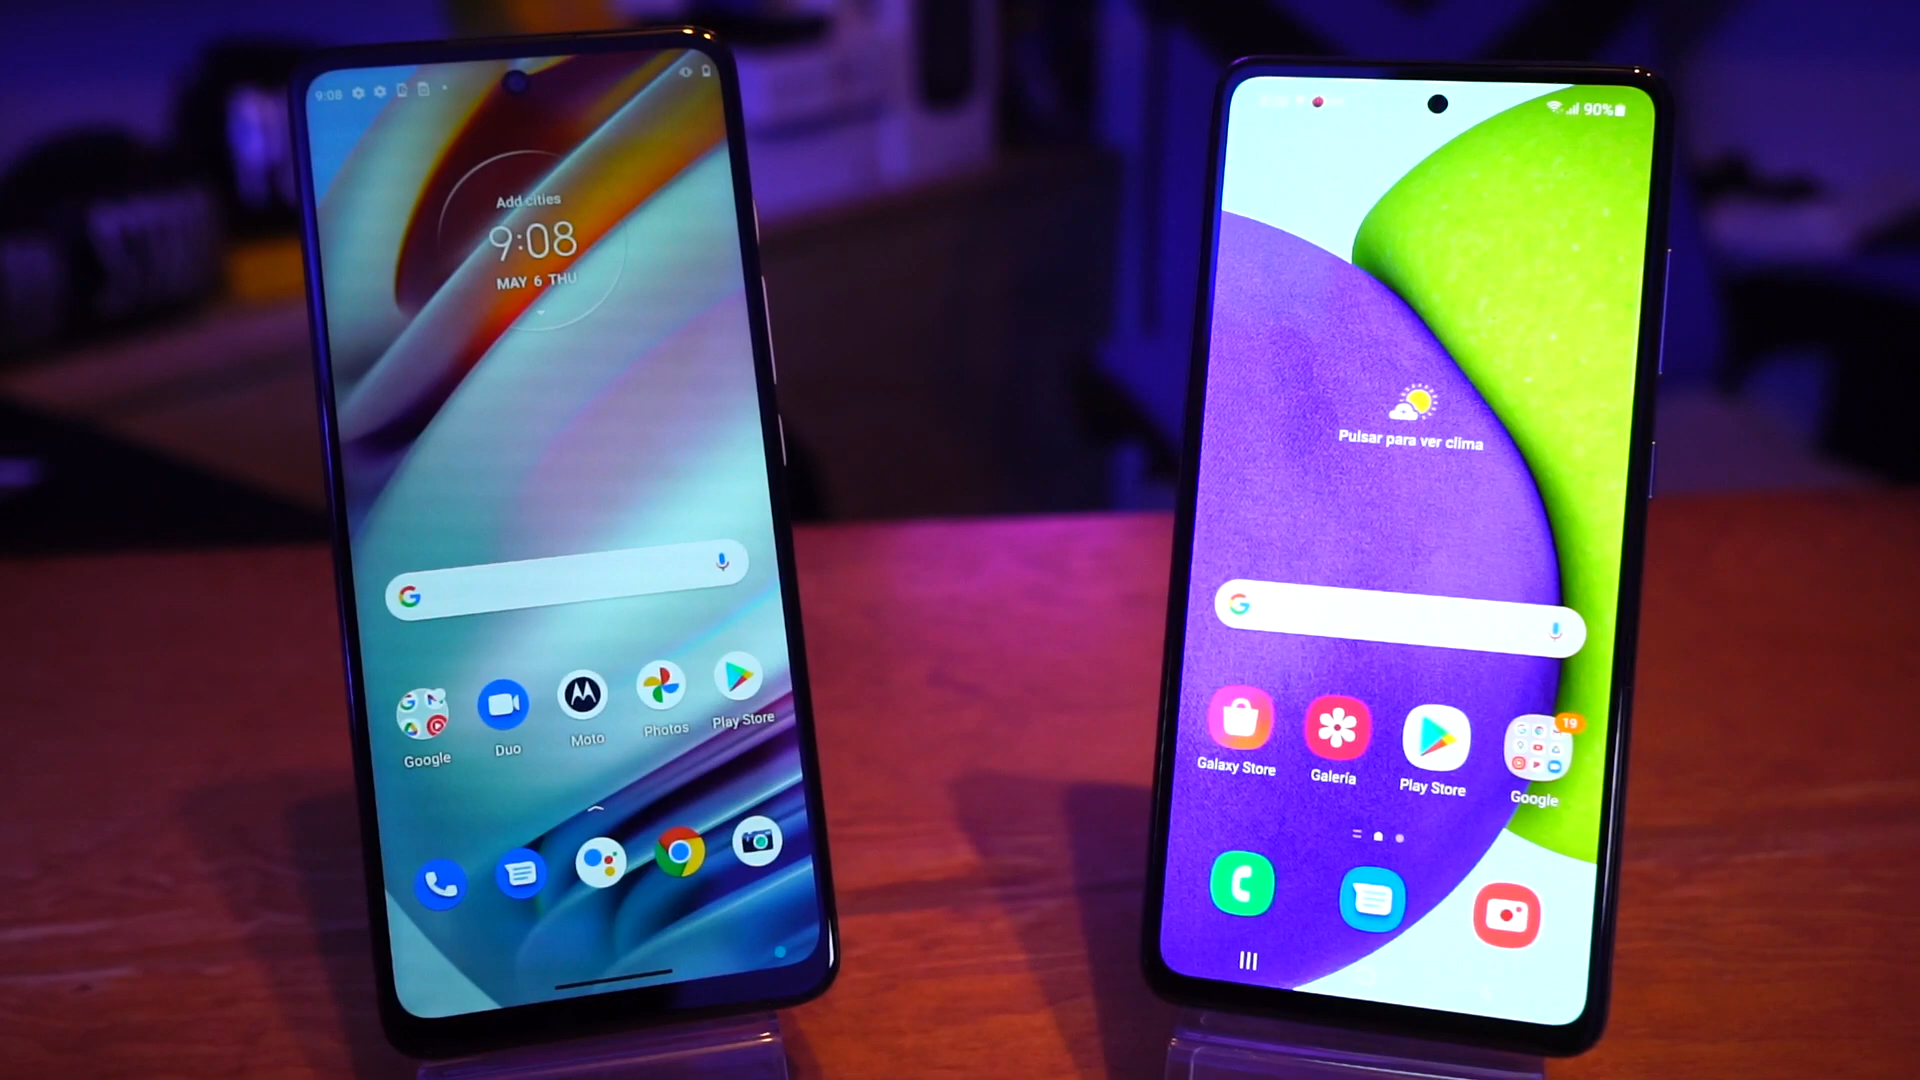 9:08
Add cities
9:08
MAY 6 THU
Google
Duo
Moto
Photos
Play Store
90%
Pulsar para ver clima
Galaxy Store
Galería
Play Store
Google
19